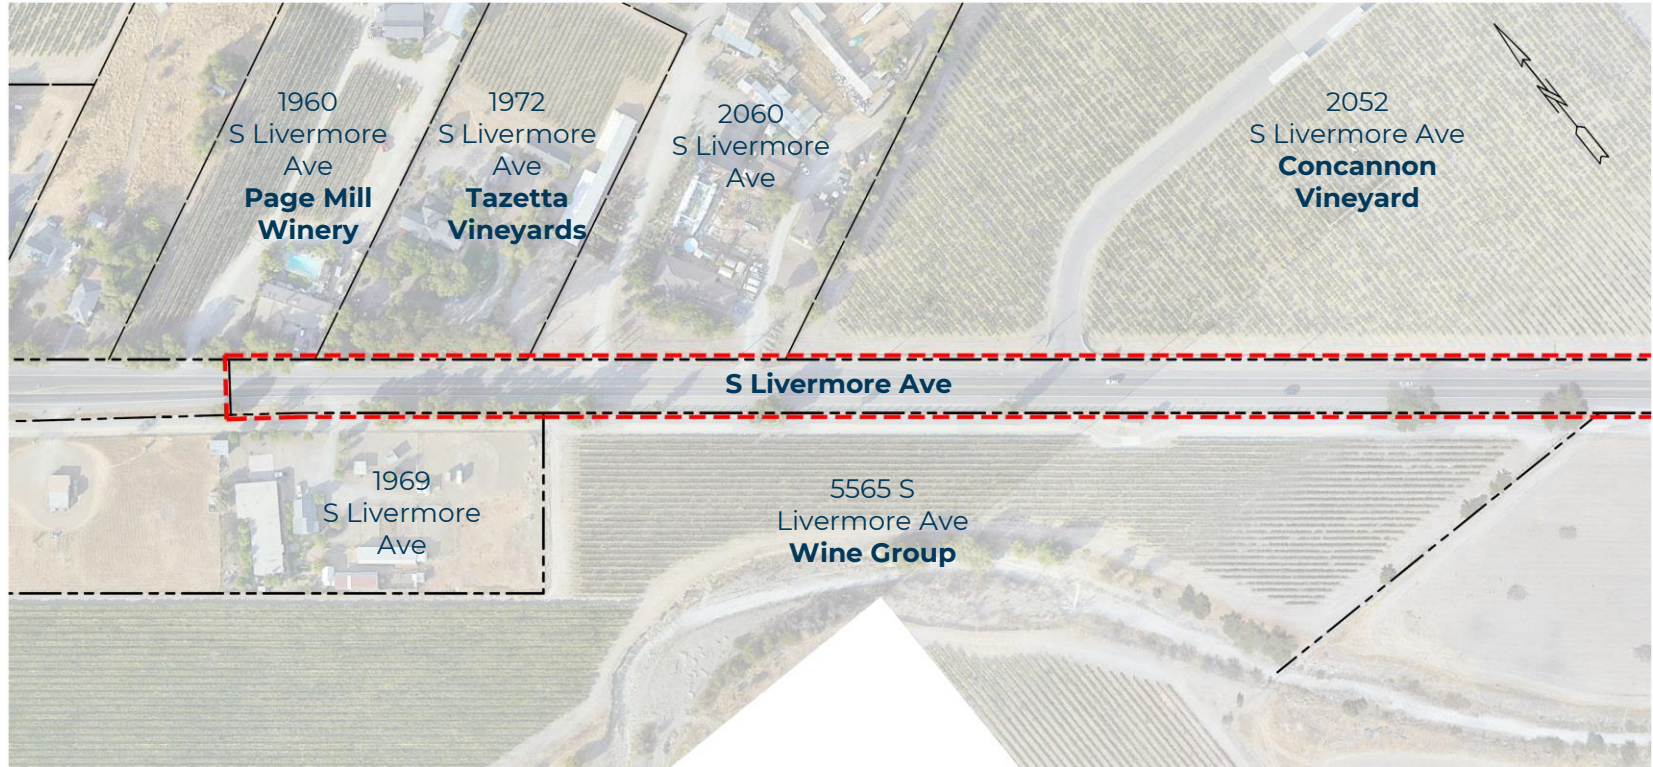 1960
S Livermore
Ave
Page Mill
Winery
1972
S Livermore
Ave
Tazetta
Vineyards
2060
S Livermore
Ave
2052
S Livermore Ave
Concannon
Vineyard
S Livermore Ave
1969
S Livermore
Ave
5565 S
Livermore Ave
Wine Group